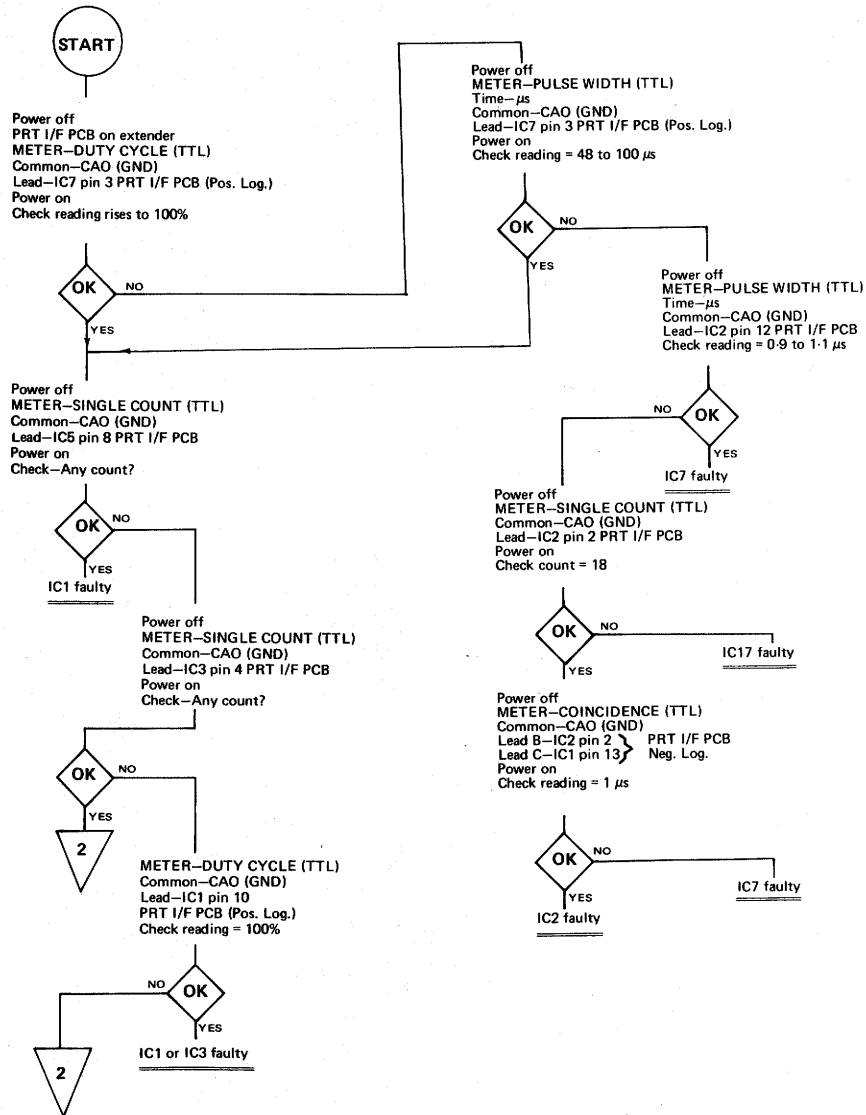 START
Power off
PRT I/F PCB on extender
METER–DUTY CYCLE (TTL)
Common–CAO (GND)
Lead–IC7 pin 3 PRT I/F PCB (Pos. Log.)
Power on
Check reading rises to 100%
OK
NO
YES
Power off
METER–PULSE WIDTH (TTL)
Time–µs
Common–CAO (GND)
Lead–IC7 pin 3 PRT I/F PCB (Pos. Log.)
Power on
Check reading = 48 to 100 µs
OK
NO
YES
Power off
METER–PULSE WIDTH (TTL)
Time–µs
Common–CAO (GND)
Lead–IC2 pin 12 PRT I/F PCB
Check reading = 0·9 to 1·1 µs
NO
OK
YES
IC7 faulty
Power off
METER–SINGLE COUNT (TTL)
Common–CAO (GND)
Lead–IC5 pin 8 PRT I/F PCB
Power on
Check–Any count?
OK
NO
YES
IC1 faulty
Power off
METER–SINGLE COUNT (TTL)
Common–CAO (GND)
Lead–IC3 pin 4 PRT I/F PCB
Power on
Check–Any count?
OK
NO
YES
2
METER–DUTY CYCLE (TTL)
Common–CAO (GND)
Lead–IC1 pin 10
PRT I/F PCB (Pos. Log.)
Check reading = 100%
NO
OK
YES
2
IC1 or IC3 faulty
Power off
METER–SINGLE COUNT (TTL)
Common–CAO (GND)
Lead–IC2 pin 2 PRT I/F PCB
Power on
Check count = 18
OK
NO
YES
IC17 faulty
Power off
METER–COINCIDENCE (TTL)
Common–CAO (GND)
Lead B–IC2 pin 2 } PRT I/F PCB
Lead C–IC1 pin 13 } Neg. Log.
Power on
Check reading = 1 µs
OK
NO
YES
IC2 faulty
IC7 faulty